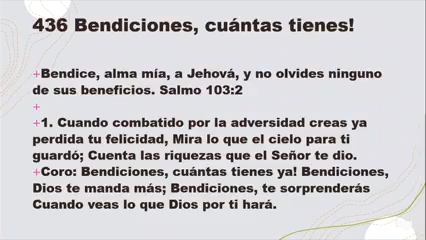 436 Bendiciones, cuántas tienes!
+Bendice, alma mía, a Jehová, y no olvides ninguno
de sus beneficios. Salmo 103:2
+
+1. Cuando combatido por la adversidad creas ya
perdida tu felicidad, Mira lo que el cielo para ti
guardó; Cuenta las riquezas que el Señor te dio.
+Coro: Bendiciones, cuántas tienes ya! Bendiciones,
Dios te manda más; Bendiciones, te sorprenderás
Cuando veas lo que Dios por ti hará.